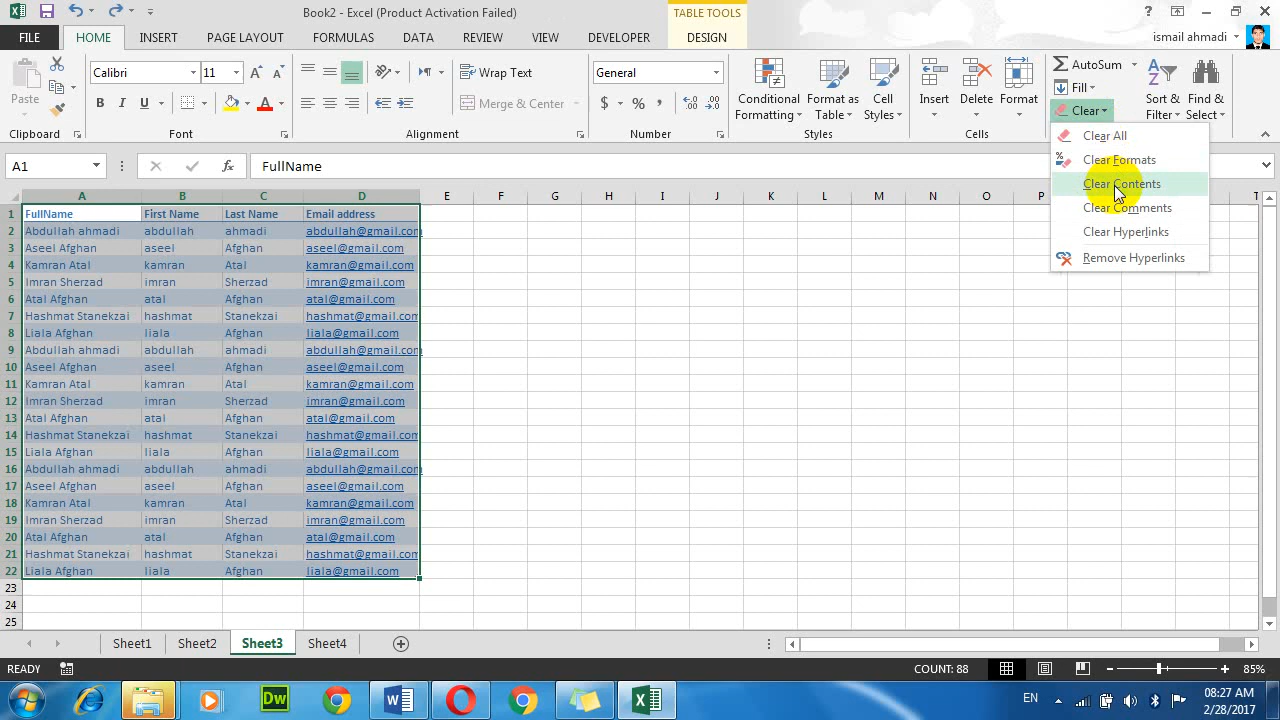 Book2 - Excel (Product Activation Failed)
TABLE TOOLS
FILE HOME INSERT PAGE LAYOUT FORMULAS DATA REVIEW VIEW DEVELOPER DESIGN ismail ahmadi
Paste
Clipboard
Calibri 11
B I U A
Font
Wrap Text
Merge & Center
Alignment
General
$ % ,
Number
Conditional Formatting
Format as Table
Cell Styles
Styles
Insert Delete Format
Cells
AutoSum
Fill
Clear
Sort & Filter
Find & Select
Clear All
Clear Formats
Clear Contents
Clear Comments
Clear Hyperlinks
Remove Hyperlinks
A1 fx FullName
A B C D E F G H I J K L M N O P T
1 FullName First Name Last Name Email address
2 Abdullah ahmadi abdullah ahmadi abdullah@gmail.com
3 Aseel Afghan aseel Afghan aseel@gmail.com
4 Kamran Atal kamran Atal kamran@gmail.com
5 Imran Sherzad imran Sherzad imran@gmail.com
6 Atal Afghan atal Afghan atal@gmail.com
7 Hashmat Stanekzai hashmat Stanekzai hashmat@gmail.com
8 Liala Afghan liala Afghan liala@gmail.com
9 Abdullah ahmadi abdullah ahmadi abdullah@gmail.com
10 Aseel Afghan aseel Afghan aseel@gmail.com
11 Kamran Atal kamran Atal kamran@gmail.com
12 Imran Sherzad imran Sherzad imran@gmail.com
13 Atal Afghan atal Afghan atal@gmail.com
14 Hashmat Stanekzai hashmat Stanekzai hashmat@gmail.com
15 Liala Afghan liala Afghan liala@gmail.com
16 Abdullah ahmadi abdullah ahmadi abdullah@gmail.com
17 Aseel Afghan aseel Afghan aseel@gmail.com
18 Kamran Atal kamran Atal kamran@gmail.com
19 Imran Sherzad imran Sherzad imran@gmail.com
20 Atal Afghan atal Afghan atal@gmail.com
21 Hashmat Stanekzai hashmat Stanekzai hashmat@gmail.com
22 Liala Afghan liala Afghan liala@gmail.com
23
24
25
Sheet1 Sheet2 Sheet3 Sheet4
READY COUNT: 88 85%
Dw EN 08:27 AM
2/28/2017